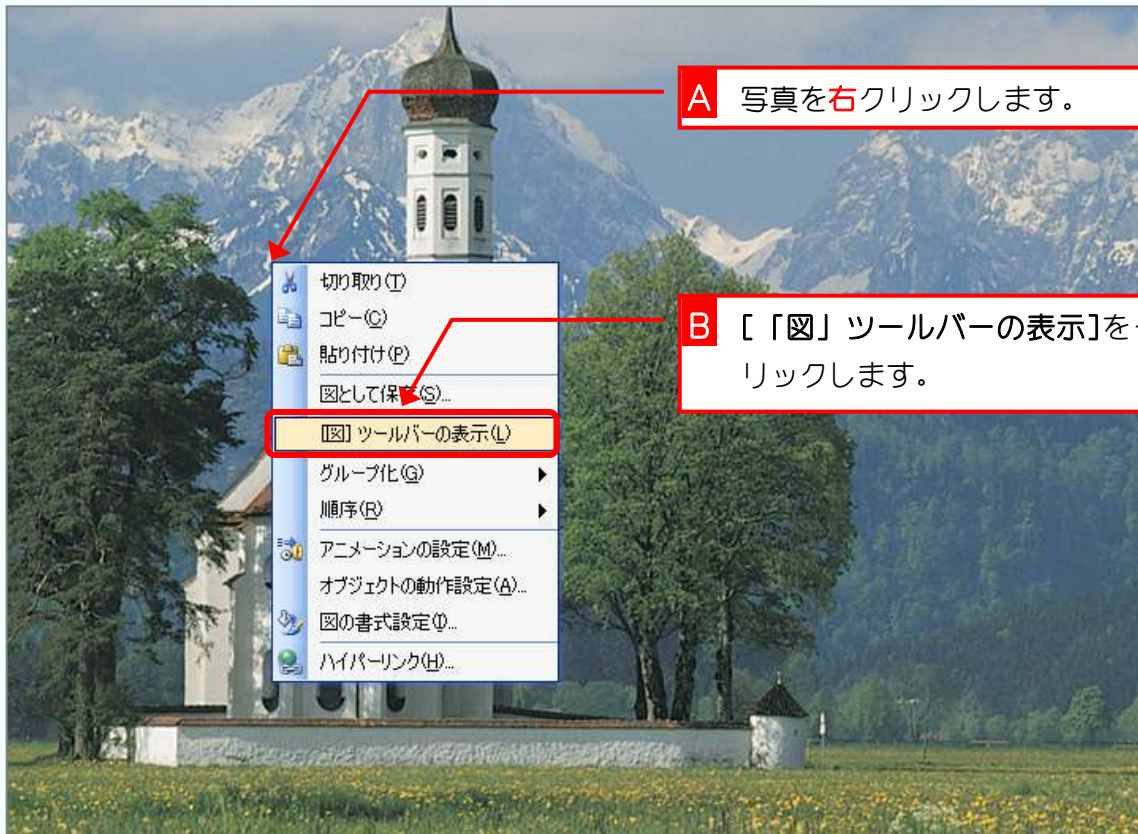 A 写真を右クリックします。
切り取り(T)
コピー(C)
貼り付け(P)
図として保存(S)...
[図] ツールバーの表示(L)
グループ化(G)
順序(R)
アニメーションの設定(M)...
オブジェクトの動作設定(A)...
図の書式設定(I)...
ハイパーリンク(H)...
B [「図」ツールバーの表示]を
リックします。